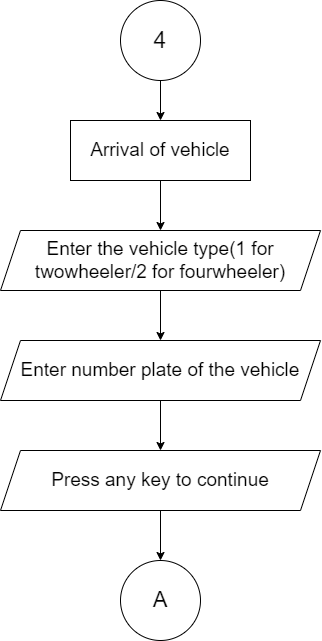 4
Arrival of vehicle
Enter the vehicle type(1 for
twowheeler/2 for fourwheeler)
Enter number plate of the vehicle
Press any key to continue
A